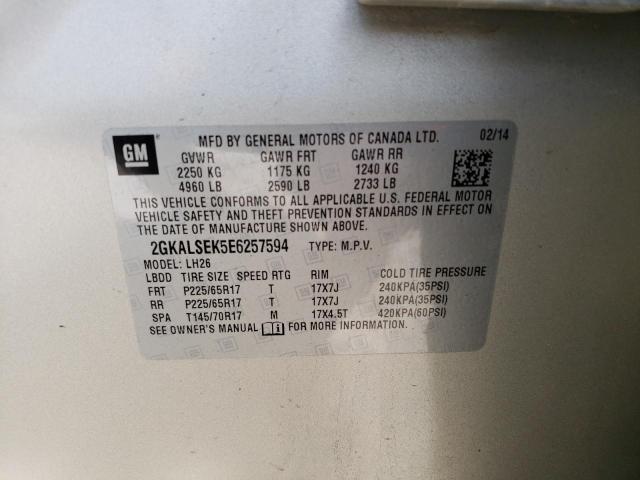 GM
MFD BY GENERAL MOTORS OF CANADA LTD. 02/14
GVWR GAWR FRT GAWR RR
2250 KG 1175 KG 1240 KG
4960 LB 2590 LB 2733 LB
THIS VEHICLE CONFORMS TO ALL APPLICABLE U.S. FEDERAL MOTOR
VEHICLE SAFETY AND THEFT PREVENTION STANDARDS IN EFFECT ON
THE DATE OF MANUFACTURE SHOWN ABOVE.
2GKALSEK5E6257594 TYPE: M.P.V.
MODEL: LH26
LBDD TIRE SIZE SPEED RTG RIM COLD TIRE PRESSURE
FRT P225/65R17 T 17X7J 240KPA(35PSI)
RR P225/65R17 T 17X7J 240KPA(35PSI)
SPA T145/70R17 M 17X4.5T 420KPA(60PSI)
SEE OWNER'S MANUAL FOR MORE INFORMATION